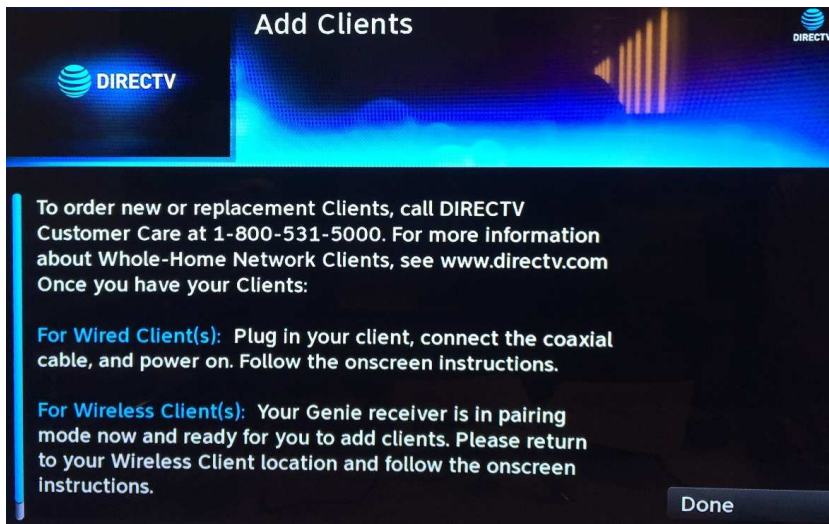 Add Clients
DIRECTV
DIRECTV
To order new or replacement Clients, call DIRECTV
Customer Care at 1-800-531-5000. For more information
about Whole-Home Network Clients, see www.directv.com
Once you have your Clients:
For Wired Client(s): Plug in your client, connect the coaxial
cable, and power on. Follow the onscreen instructions.
For Wireless Client(s): Your Genie receiver is in pairing
mode now and ready for you to add clients. Please return
to your Wireless Client location and follow the onscreen
instructions.
Done